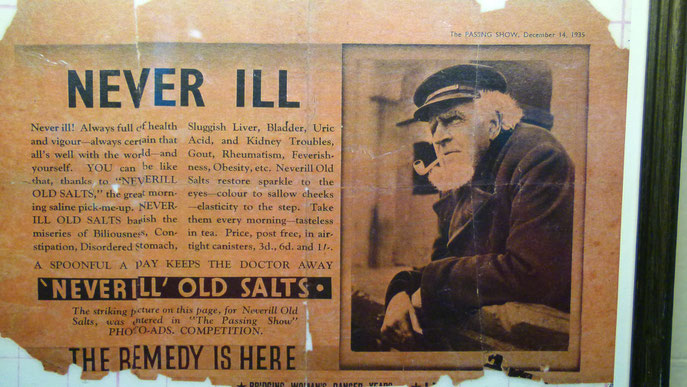 The PASSING SHOW, December 14, 1935
NEVER ILL
Never ill! Always full of health
and vigour—always certain that
all's well with the world—and
yourself. YOU can be like
that, thanks to "NEVERILL
OLD SALTS," the great morn-
ing saline pick-me-up. NEVER-
ILL OLD SALTS banish the
miseries of Biliousness, Con-
stipation, Disordered Stomach,
Sluggish Liver, Bladder, Uric
Acid, and Kidney Troubles,
Gout, Rheumatism, Feverish-
ness, Obesity, etc. Neverill Old
Salts restore sparkle to the
eyes—colour to sallow cheeks
—elasticity to the step. Take
them every morning—tasteless
in tea. Price, post free, in air-
tight canisters, 3d., 6d. and 1/-.
A SPOONFUL A DAY KEEPS THE DOCTOR AWAY
'NEVERILL' OLD SALTS
The striking picture on this page, for Neverill Old
Salts, was entered in "The Passing Show"
PHOTO-ADS. COMPETITION.
THE REMEDY IS HERE
BRIDGING WOMAN'S DANGER YEARS